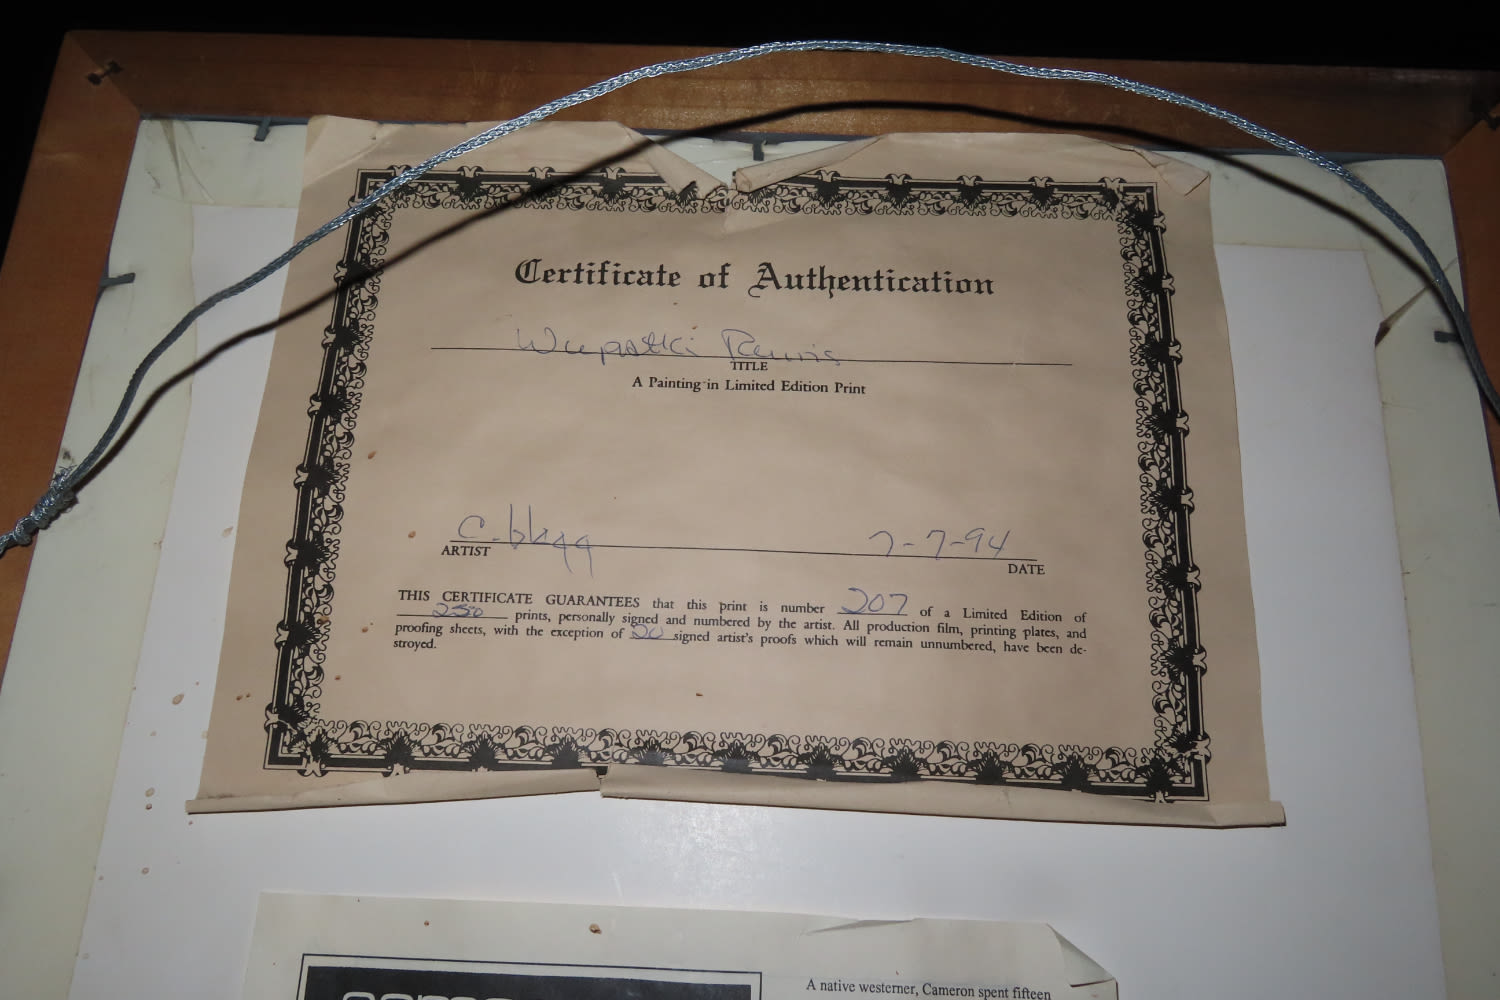 Certificate of Authentication
Wupatki Ruins
TITLE
A Painting in Limited Edition Print
C. blagg 7-7-94
ARTIST DATE
THIS CERTIFICATE GUARANTEES that this print is number 207 of a Limited Edition of
250 prints, personally signed and numbered by the artist. All production film, printing plates, and
proofing sheets, with the exception of 20 signed artist's proofs which will remain unnumbered, have been de-
stroyed.
A native westerner, Cameron spent fifteen